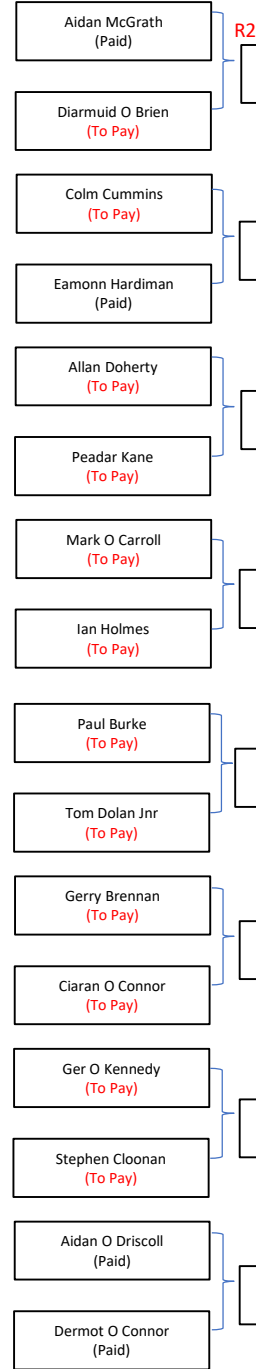 Aidan McGrath
(Paid)
R2
Diarmuid O Brien
(To Pay)
Colm Cummins
(To Pay)
Eamonn Hardiman
(Paid)
Allan Doherty
(To Pay)
Peadar Kane
(To Pay)
Mark O Carroll
(To Pay)
Ian Holmes
(To Pay)
Paul Burke
(To Pay)
Tom Dolan Jnr
(To Pay)
Gerry Brennan
(To Pay)
Ciaran O Connor
(To Pay)
Ger O Kennedy
(To Pay)
Stephen Cloonan
(To Pay)
Aidan O Driscoll
(Paid)
Dermot O Connor
(Paid)